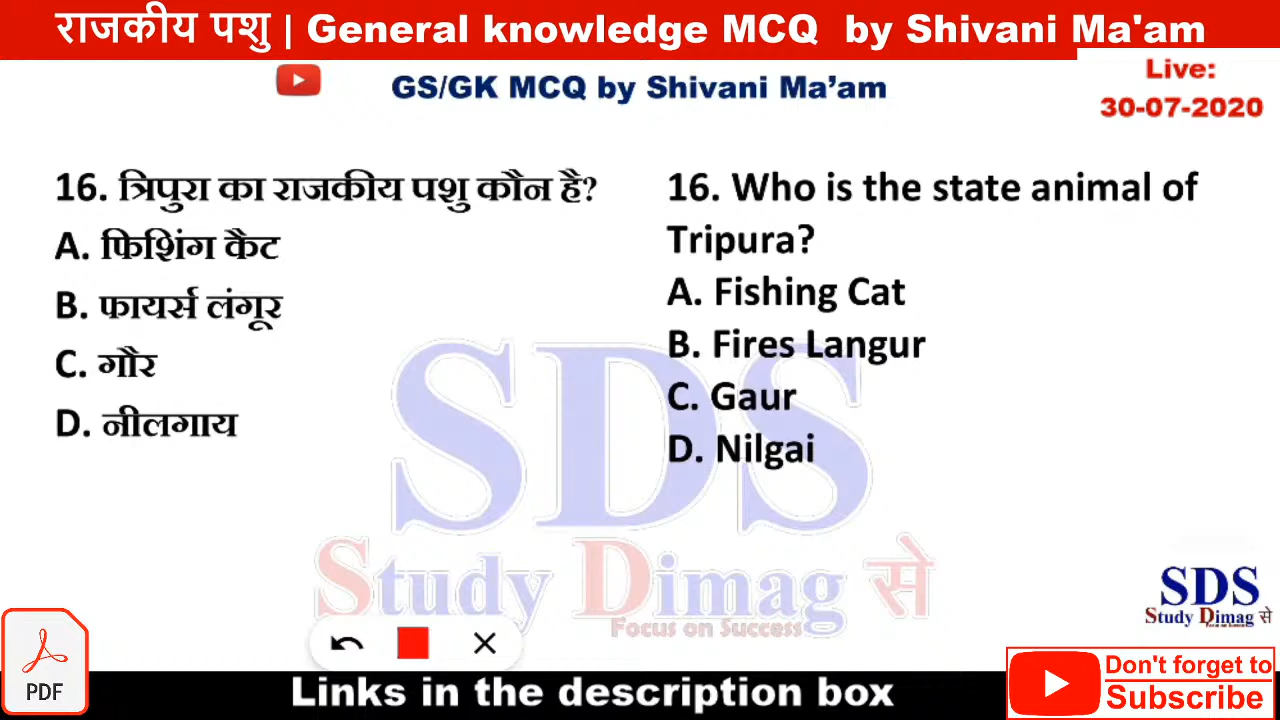 राजकीय पशु | General knowledge MCQ by Shivani Ma'am
GS/GK MCQ by Shivani Ma’am
Live:
30-07-2020
16. त्रिपुरा का राजकीय पशु कौन है?
A. फिशिंग कैट
B. फायर्स लंगूर
C. गौर
D. नीलगाय
16. Who is the state animal of
Tripura?
A. Fishing Cat
B. Fires Langur
C. Gaur
D. Nilgai
SDS
Study Dimag से
Focus on Success
SDS
Study Dimag से
PDF
Links in the description box
Don't forget to
Subscribe